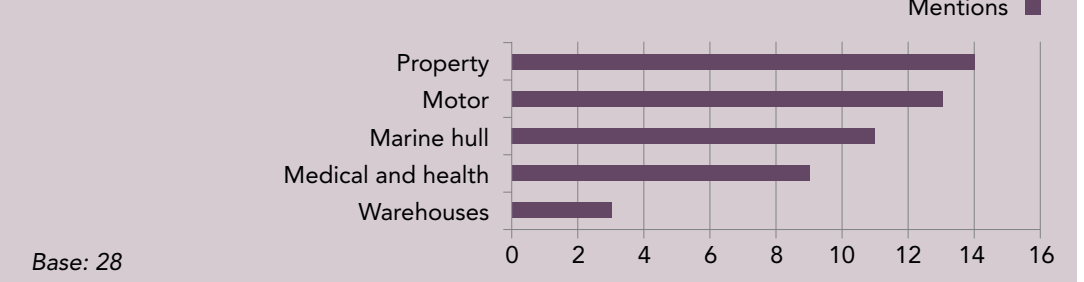 Mentions
Property
Motor
Marine hull
Medical and health
Warehouses
0 2 4 6 8 10 12 14 16
Base: 28